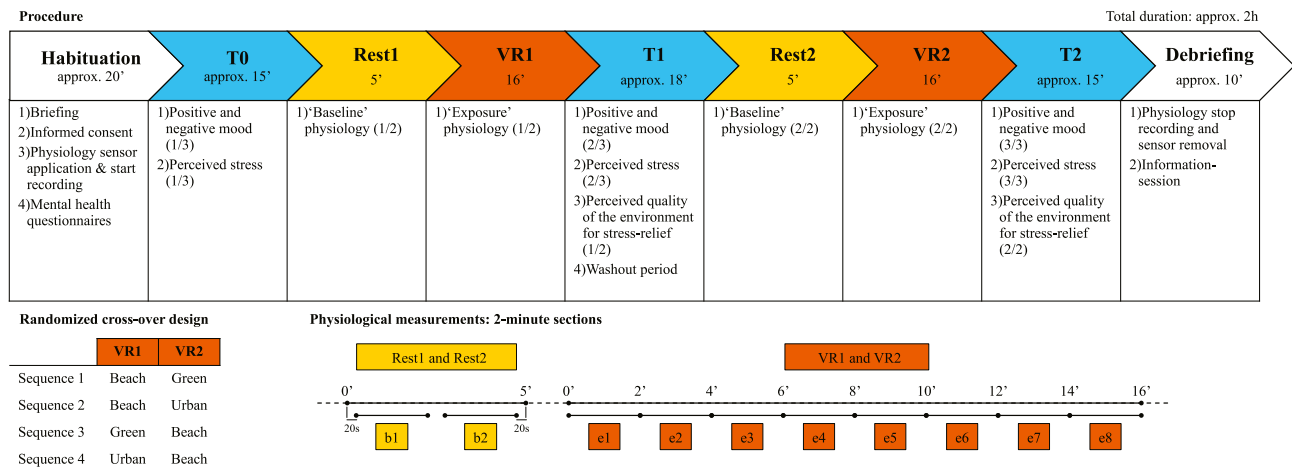 Procedure
Total duration: approx. 2h
Habituation
approx. 20’
T0
approx. 15’
Rest1
5’
VR1
16’
T1
approx. 18’
Rest2
5’
VR2
16’
T2
approx. 15’
Debriefing
approx. 10’
1)Briefing
2)Informed consent
3)Physiology sensor
application & start
recording
4)Mental health
questionnaires
1)Positive and
negative mood
(1/3)
2)Perceived stress
(1/3)
1)‘Baseline’
physiology (1/2)
1)‘Exposure’
physiology (1/2)
1)Positive and
negative mood
(2/3)
2)Perceived stress
(2/3)
3)Perceived quality
of the environment
for stress-relief
(1/2)
4)Washout period
1)‘Baseline’
physiology (2/2)
1)‘Exposure’
physiology (2/2)
1)Positive and
negative mood
(3/3)
2)Perceived stress
(3/3)
3)Perceived quality
of the environment
for stress-relief
(2/2)
1)Physiology stop
recording and
sensor removal
2)Information-
session
Randomized cross-over design
VR1 VR2
Sequence 1 Beach Green
Sequence 2 Beach Urban
Sequence 3 Green Beach
Sequence 4 Urban Beach
Physiological measurements: 2-minute sections
Rest1 and Rest2
0’ 5’
20s 20s
b1 b2
VR1 and VR2
0’ 2’ 4’ 6’ 8’ 10’ 12’ 14’ 16’
e1 e2 e3 e4 e5 e6 e7 e8